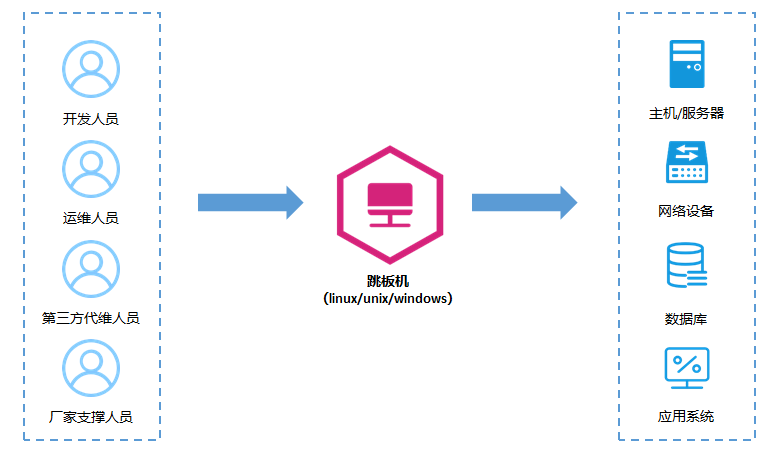 开发人员
运维人员
第三方代维人员
厂家支撑人员
跳板机
（linux/unix/windows）
主机/服务器
网络设备
数据库
应用系统